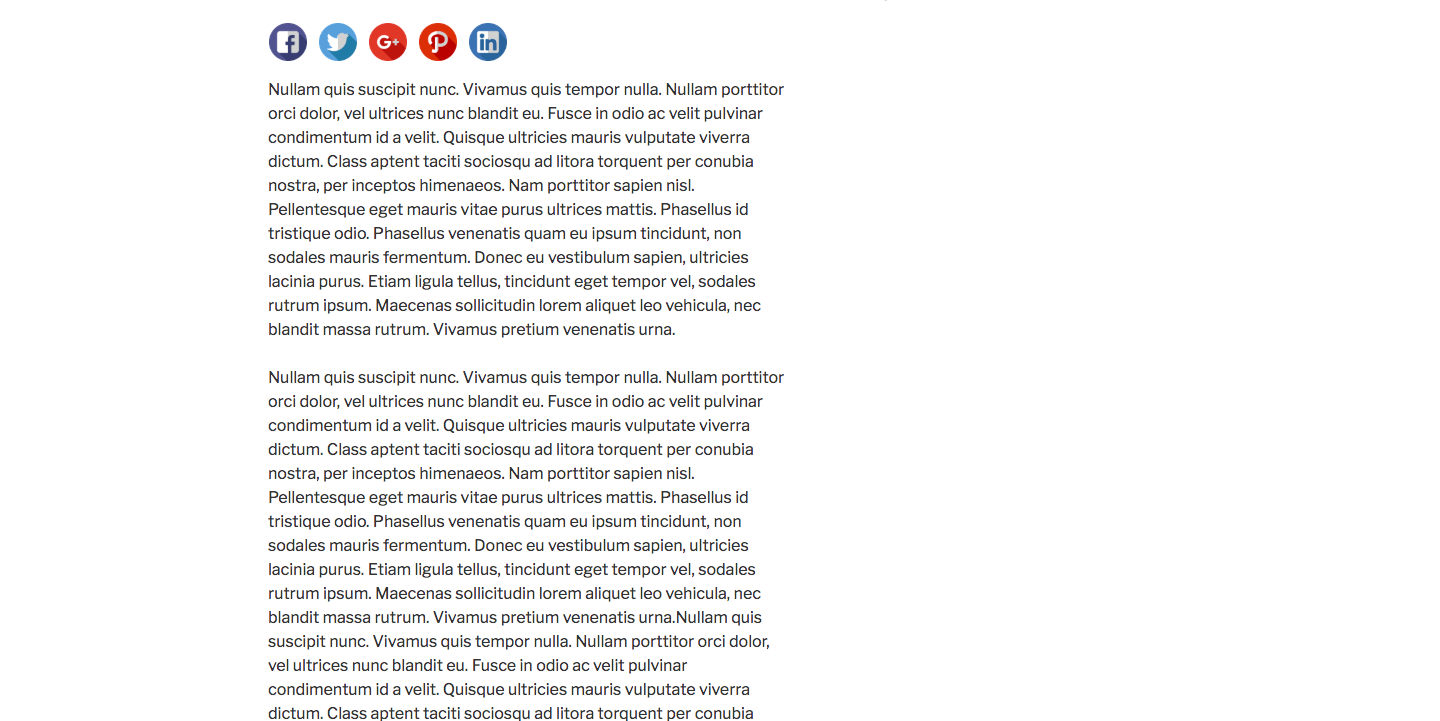 f G+ P in
Nullam quis suscipit nunc. Vivamus quis tempor nulla. Nullam porttitor
orci dolor, vel ultrices nunc blandit eu. Fusce in odio ac velit pulvinar
condimentum id a velit. Quisque ultricies mauris vulputate viverra
dictum. Class aptent taciti sociosqu ad litora torquent per conubia
nostra, per inceptos himenaeos. Nam porttitor sapien nisl.
Pellentesque eget mauris vitae purus ultrices mattis. Phasellus id
tristique odio. Phasellus venenatis quam eu ipsum tincidunt, non
sodales mauris fermentum. Donec eu vestibulum sapien, ultricies
lacinia purus. Etiam ligula tellus, tincidunt eget tempor vel, sodales
rutrum ipsum. Maecenas sollicitudin lorem aliquet leo vehicula, nec
blandit massa rutrum. Vivamus pretium venenatis urna.
Nullam quis suscipit nunc. Vivamus quis tempor nulla. Nullam porttitor
orci dolor, vel ultrices nunc blandit eu. Fusce in odio ac velit pulvinar
condimentum id a velit. Quisque ultricies mauris vulputate viverra
dictum. Class aptent taciti sociosqu ad litora torquent per conubia
nostra, per inceptos himenaeos. Nam porttitor sapien nisl.
Pellentesque eget mauris vitae purus ultrices mattis. Phasellus id
tristique odio. Phasellus venenatis quam eu ipsum tincidunt, non
sodales mauris fermentum. Donec eu vestibulum sapien, ultricies
lacinia purus. Etiam ligula tellus, tincidunt eget tempor vel, sodales
rutrum ipsum. Maecenas sollicitudin lorem aliquet leo vehicula, nec
blandit massa rutrum. Vivamus pretium venenatis urna.Nullam quis
suscipit nunc. Vivamus quis tempor nulla. Nullam porttitor orci dolor,
vel ultrices nunc blandit eu. Fusce in odio ac velit pulvinar
condimentum id a velit. Quisque ultricies mauris vulputate viverra
dictum. Class aptent taciti sociosqu ad litora torquent per conubia